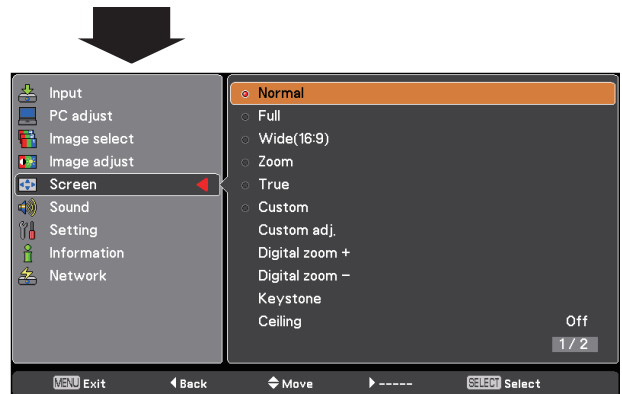 Input
PC adjust
Image select
Image adjust
Screen
Sound
Setting
Information
Network
Normal
Full
Wide(16:9)
Zoom
True
Custom
Custom adj.
Digital zoom +
Digital zoom –
Keystone
Ceiling Off
1 / 2
MENU Exit Back Move ----- SELECT Select